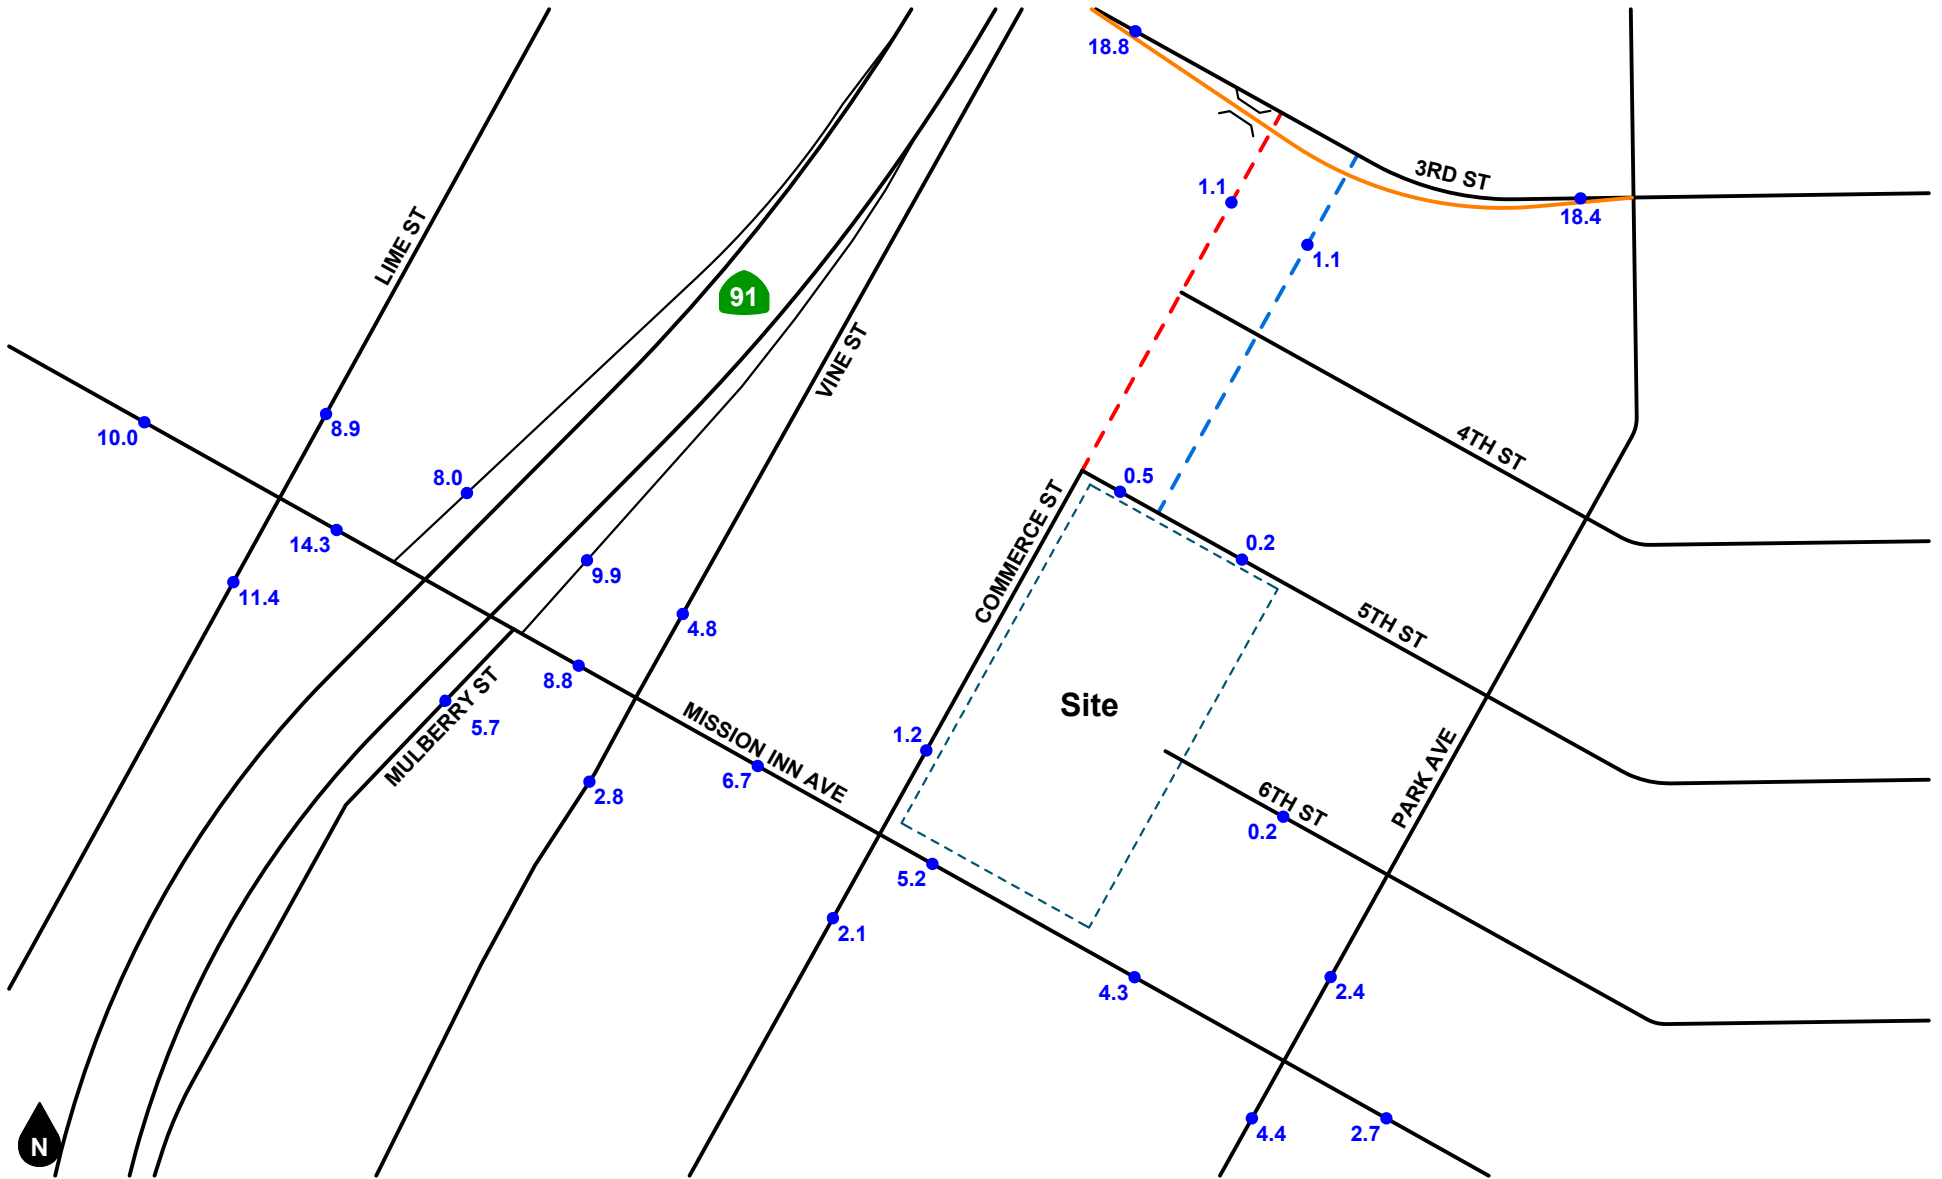 18.8
1.1
3RD ST
18.4
LIME ST
1.1
91
VINE ST
10.0
8.9
4TH ST
8.0
0.5
14.3
COMMERCE ST
0.2
9.9
11.4
4.8
5TH ST
8.8
MULBERRY ST
5.7
MISSION INN AVE
Site
1.2
6.7
2.8
PARK AVE
6TH ST
0.2
5.2
2.1
4.3
2.4
4.4
2.7
N